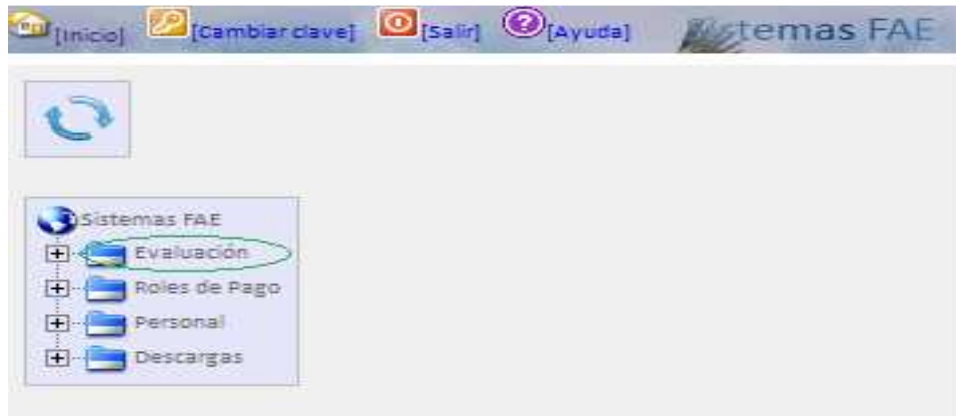 [Inicio] [Cambiar clave] [Salir] [Ayuda] Sistemas FAE
Sistemas FAE
Evaluación
Roles de Pago
Personal
Descargas